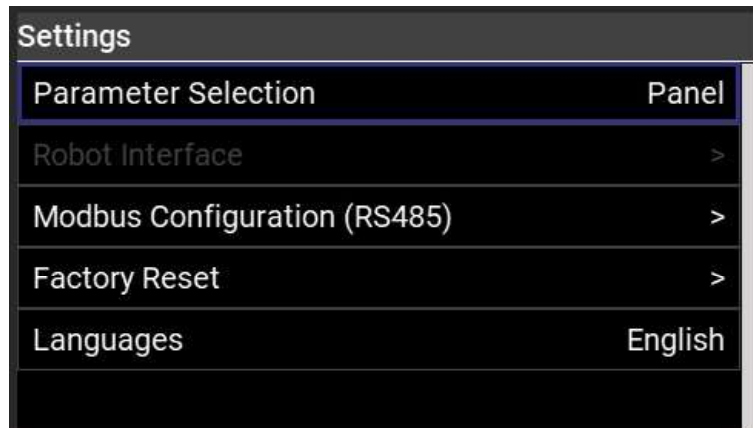 Settings
Parameter Selection Panel
Robot Interface >
Modbus Configuration (RS485) >
Factory Reset >
Languages English